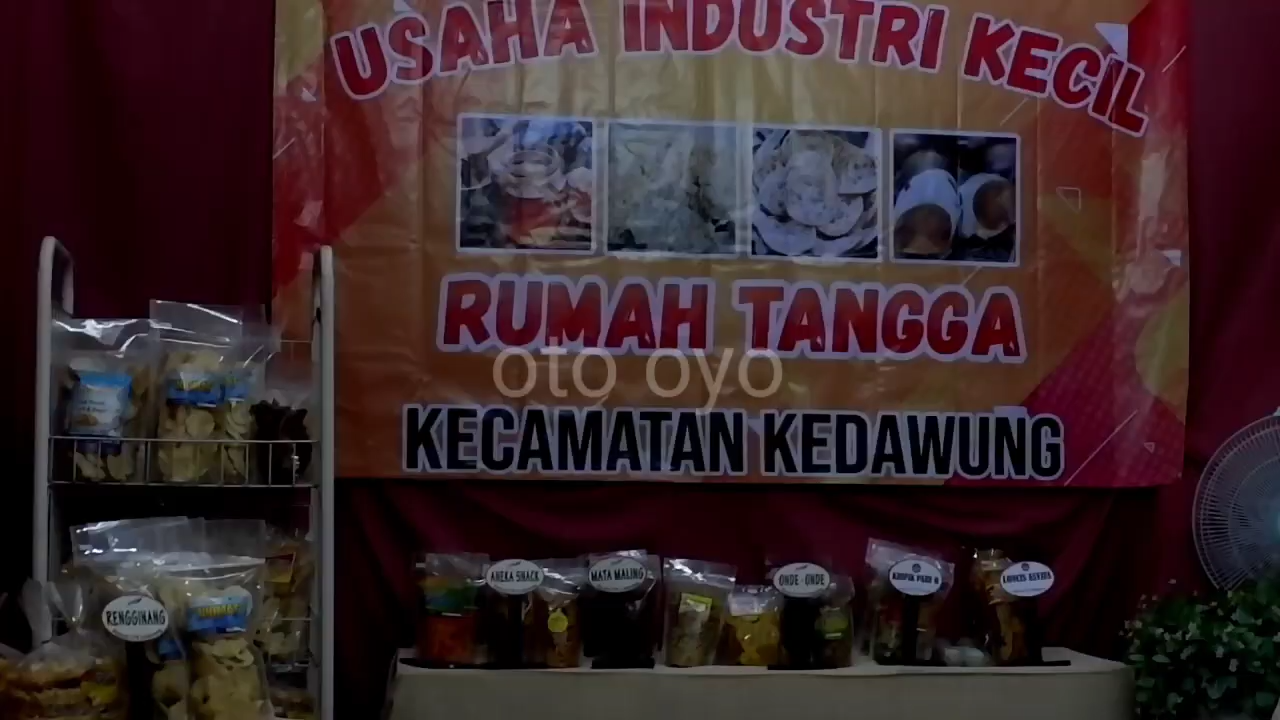 USAHA INDUSTRI KECIL
RUMAH TANGGA
oto oyo
KECAMATAN KEDAWUNG
ANEKA SNACK
MATA MALING
ONDE - ONDE
RENGGINANG